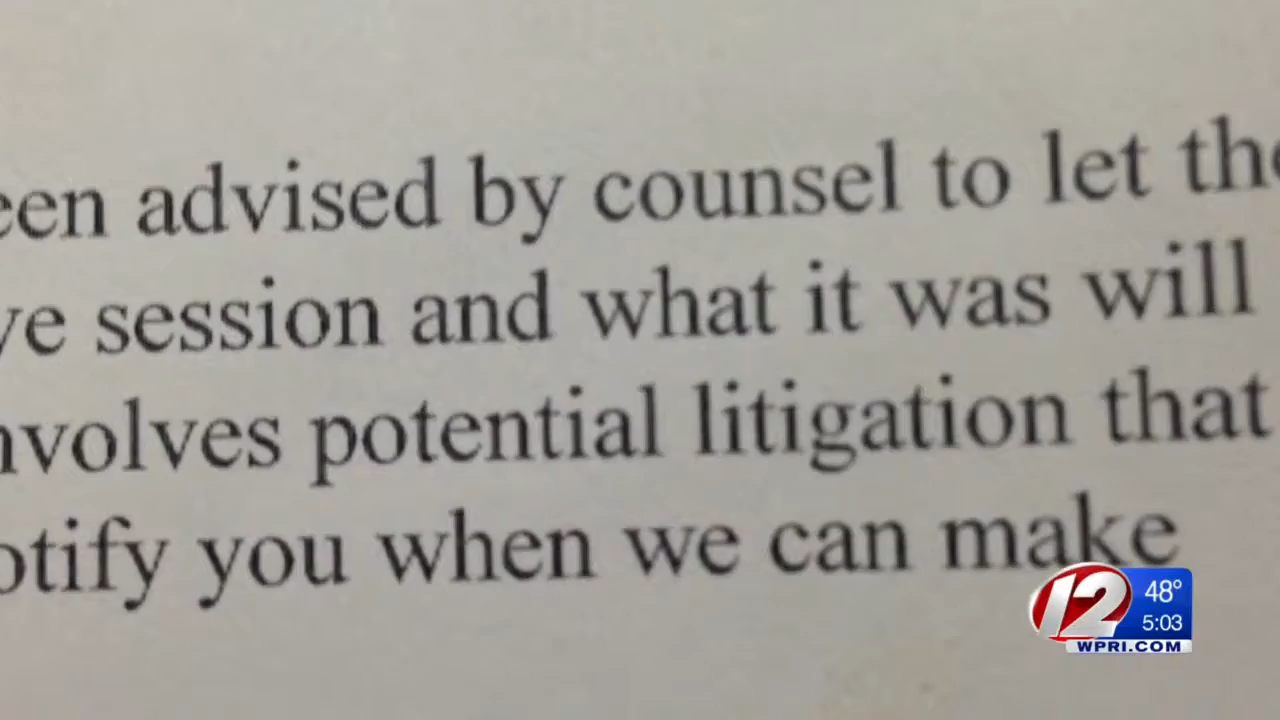 een advised by counsel to let the
ve session and what it was will
nvolves potential litigation that
otify you when we can make
12 48°
5:03
WPRI.COM